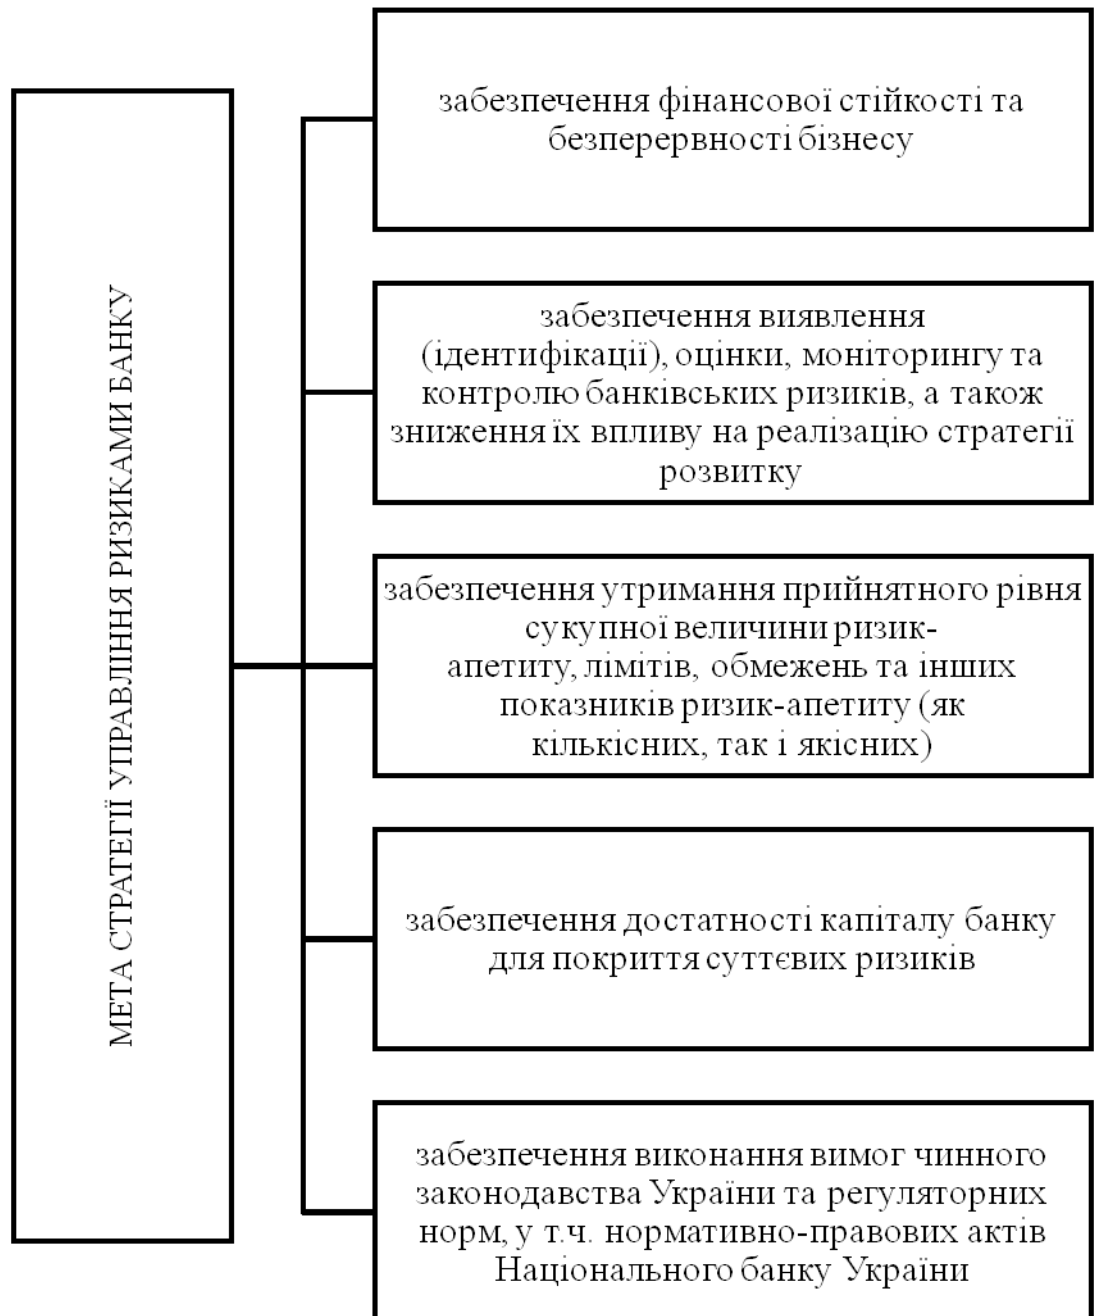 МЕТА СТРАТЕГІЇ УПРАВЛІННЯ РИЗИКАМИ БАНКУ
забезпечення фінансової стійкості та
безперервності бізнесу
забезпечення виявлення
(ідентифікації), оцінки, моніторингу та
контролю банківських ризиків, а також
зниження їх впливу на реалізацію стратегії
розвитку
забезпечення утримання прийнятного рівня
сукупної величини ризик-
апетиту, лімітів, обмежень та інших
показників ризик-апетиту (як
кількісних, так і якісних)
забезпечення достатності капіталу банку
для покриття суттєвих ризиків
забезпечення виконання вимог чинного
законодавства України та регуляторних
норм, у т.ч. нормативно-правових актів
Національного банку України